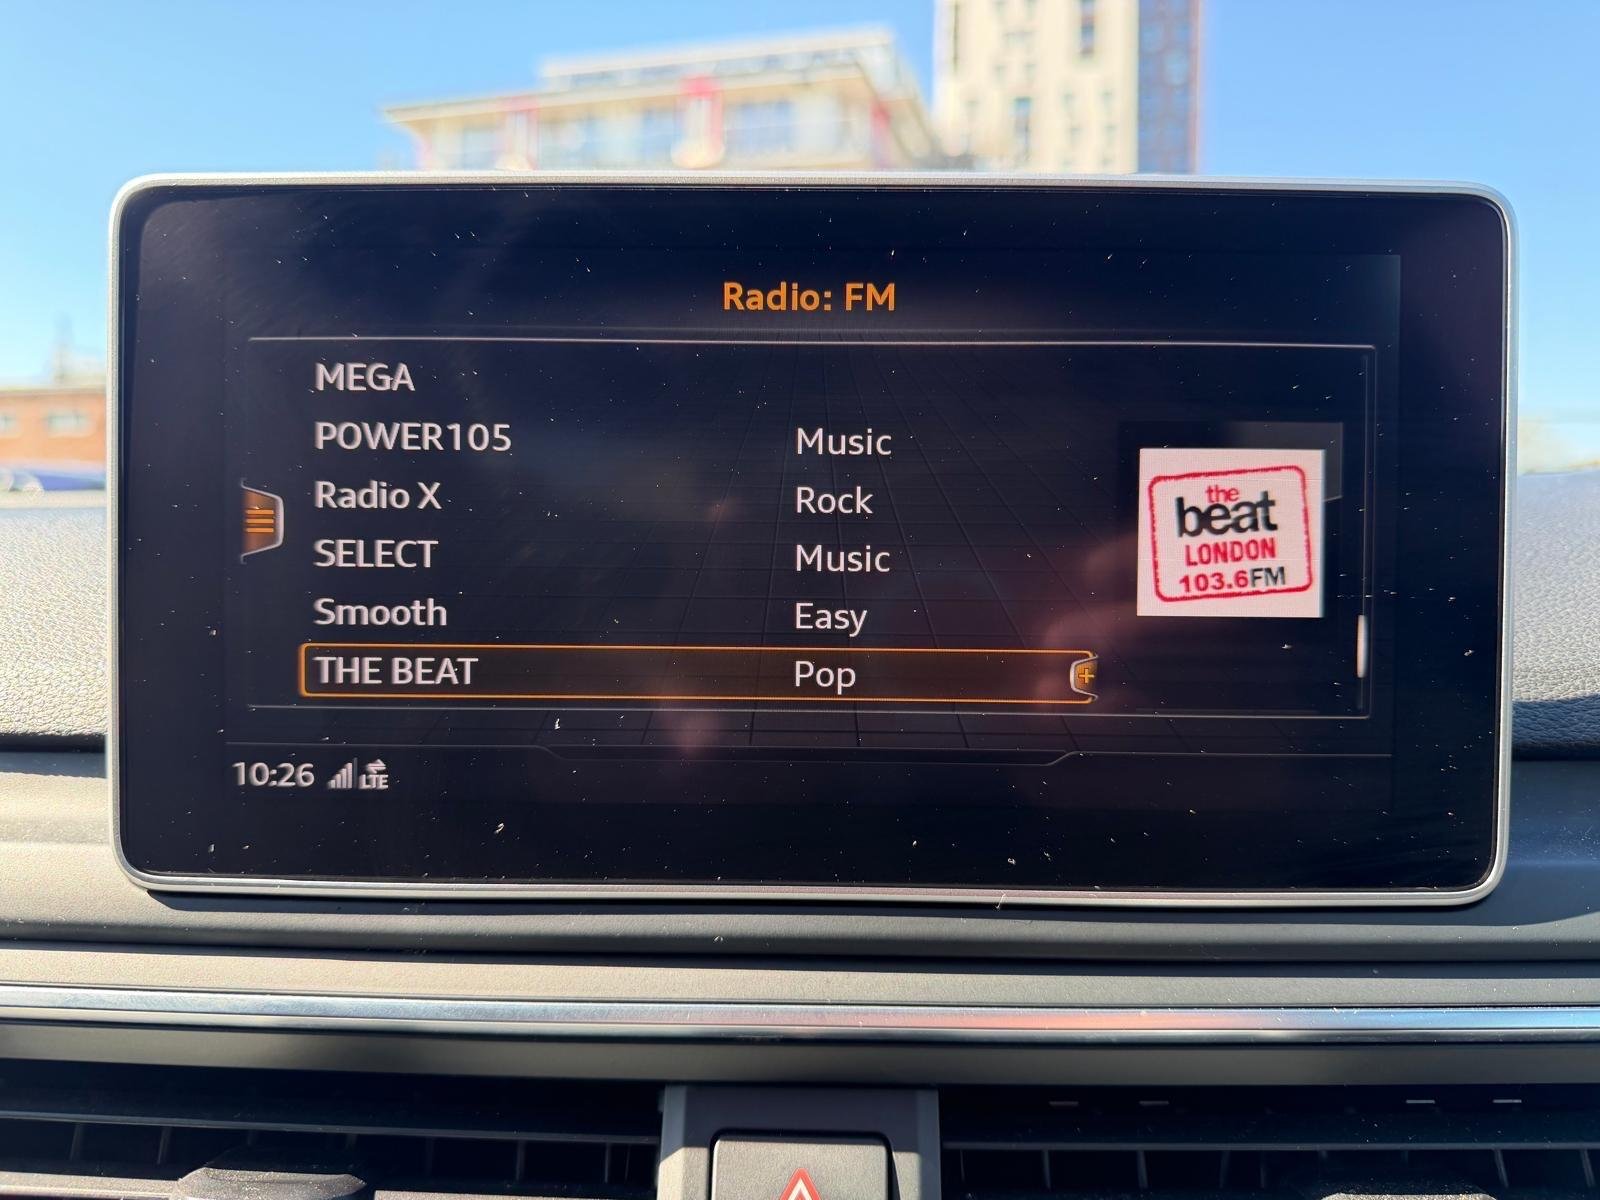 Radio: FM
MEGA
POWER105 Music
Radio X Rock
SELECT Music
Smooth Easy
THE BEAT Pop
the
beat
LONDON
103.6FM
10:26 LTE